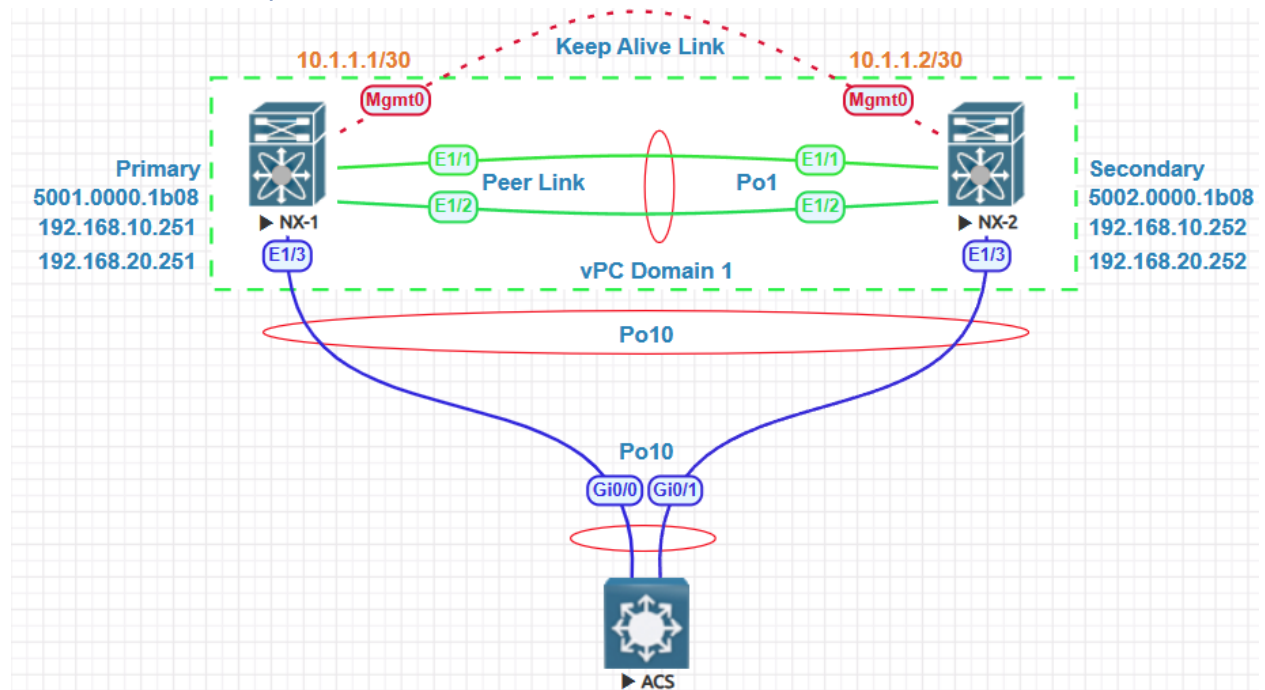 Keep Alive Link
10.1.1.1/30
10.1.1.2/30
Mgmt0
Mgmt0
E1/1
E1/1
Primary
Peer Link
Po1
Secondary
5001.0000.1b08
E1/2
E1/2
5002.0000.1b08
NX-1
NX-2
192.168.10.251
192.168.10.252
E1/3
E1/3
192.168.20.251
192.168.20.252
vPC Domain 1
Po10
Po10
Gi0/0
Gi0/1
ACS